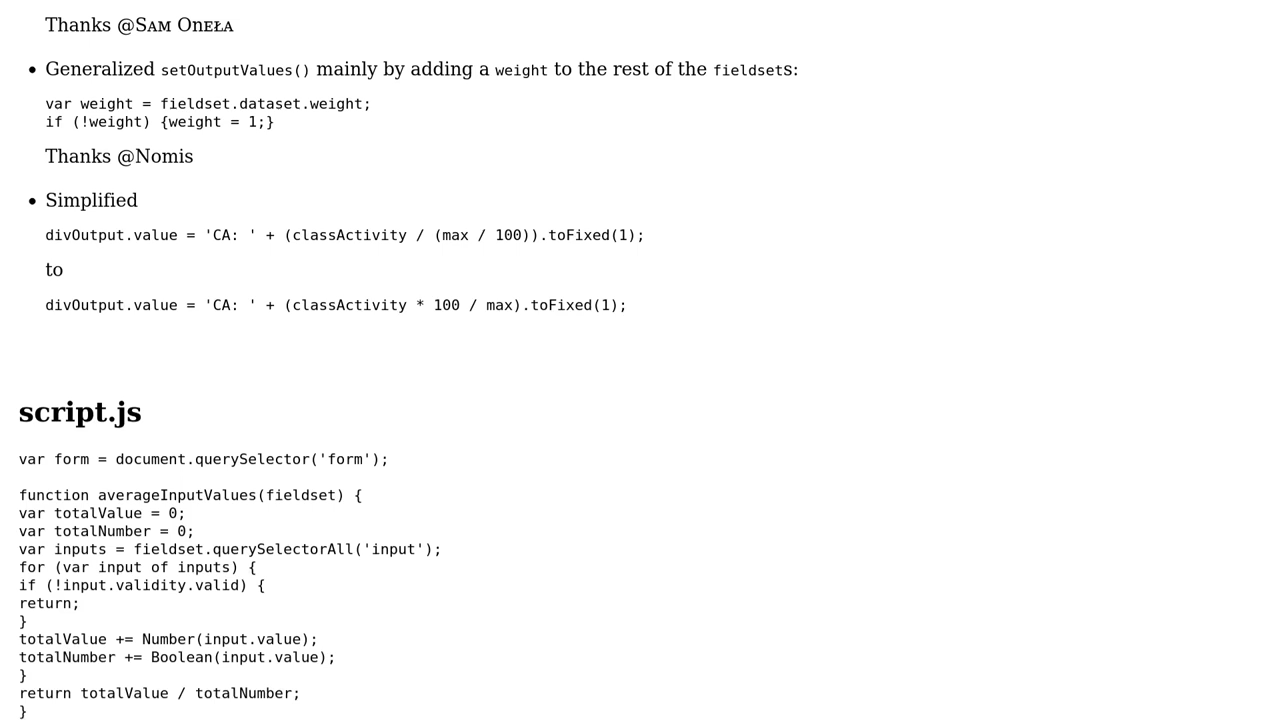 Thanks @Sᴀᴍ Onᴇᴌᴀ
Generalized setOutputValues() mainly by adding a weight to the rest of the fieldsets:
var weight = fieldset.dataset.weight;
if (!weight) {weight = 1;}
Thanks @Nomis
Simplified
divOutput.value = 'CA: ' + (classActivity / (max / 100)).toFixed(1);
to
divOutput.value = 'CA: ' + (classActivity * 100 / max).toFixed(1);
script.js
var form = document.querySelector('form');
function averageInputValues(fieldset) {
var totalValue = 0;
var totalNumber = 0;
var inputs = fieldset.querySelectorAll('input');
for (var input of inputs) {
if (!input.validity.valid) {
return;
}
totalValue += Number(input.value);
totalNumber += Boolean(input.value);
}
return totalValue / totalNumber;
}